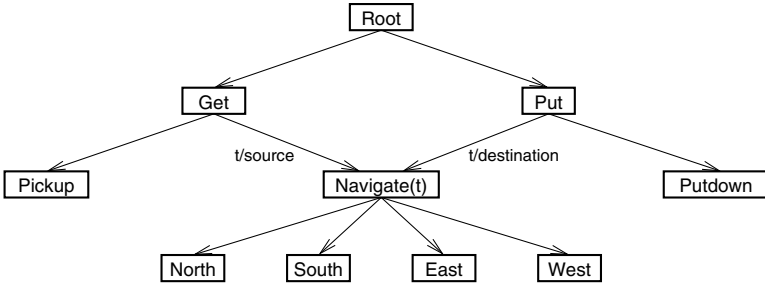 Root
Get
Put
t/source
t/destination
Pickup
Navigate(t)
Putdown
North
South
East
West